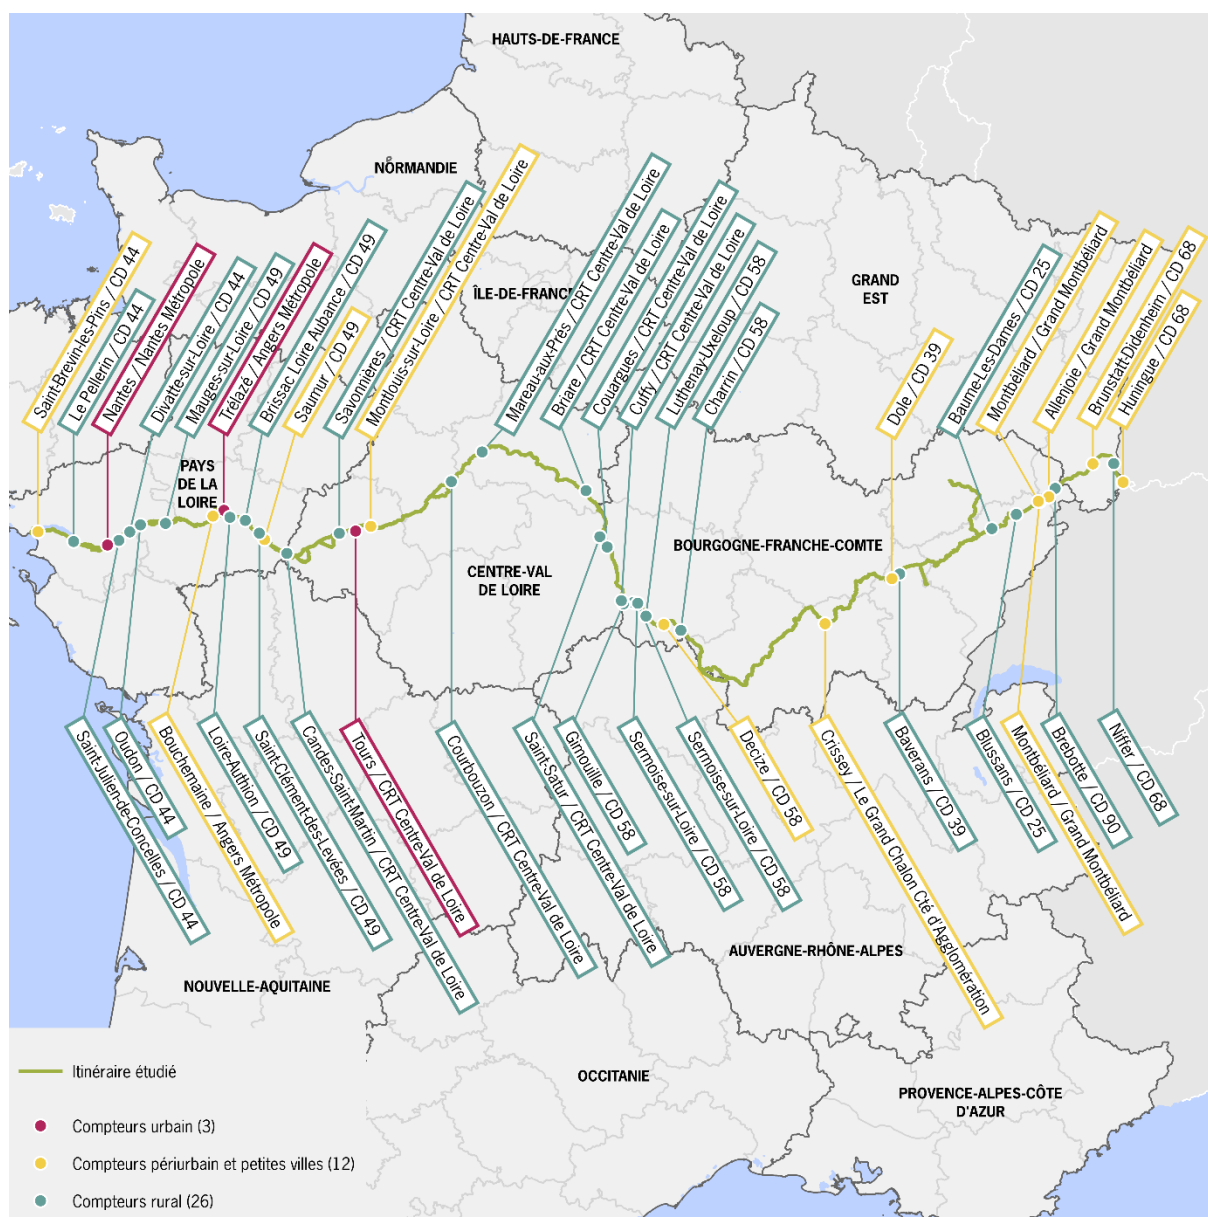 HAUTS-DE-FRANCE
NORMANDIE
ÎLE-DE-FRANCE
GRAND
EST
Saint-Brevin-les-Pins / CD 44
Le Pellerin / CD 44
Nantes / Nantes Métropole
Divatte-sur-Loire / CD 44
Mauges-sur-Loire / CD 49
Trélazé / Angers Métropole
Brissac Loire Aubance / CD 49
Saumur / CD 49
Savonnières / CRT Centre-Val de Loire
Montlouis-sur-Loire / CRT Centre-Val de Loire
Mareau-aux-Prés / CRT Centre-Val de Loire
Briare / CRT Centre-Val de Loire
Couargues / CRT Centre-Val de Loire
Cuffy / CRT Centre-Val de Loire
Luthenay-Uxeloup / CD 58
Charrin / CD 58
Dole / CD 39
Baume-Les-Dames / CD 25
Montbéliard / Grand Montbéliard
Allenjoie / Grand Montbéliard
Brunstatt-Didenheim / CD 68
Huningue / CD 68
PAYS
DE LA
LOIRE
CENTRE-VAL
DE LOIRE
BOURGOGNE-FRANCHE-COMTE
Saint-Julien-de-Concelles / CD 44
Oudon / CD 44
Bouchemaine / Angers Métropole
Loire-Authion / CD 49
Saint-Clément-des-Levées / CD 49
Candes-Saint-Martin / CRT Centre-Val de Loire
Tours / CRT Centre-Val de Loire
Courbouzon / CRT Centre-Val de Loire
Saint-Satur / CRT Centre-Val de Loire
Gimouille / CD 58
Sermoise-sur-Loire / CD 58
Sermoise-sur-Loire / CD 58
Decize / CD 58
Crissey / Le Grand Chalon Cté d'Agglomération
Baverans / CD 39
Blussans / CD 25
Montbéliard / Grand Montbéliard
Brebotte / CD 90
Niffer / CD 68
NOUVELLE-AQUITAINE
AUVERGNE-RHÔNE-ALPES
OCCITANIE
PROVENCE-ALPES-CÔTE
D'AZUR
Itinéraire étudié
Compteurs urbain (3)
Compteurs périurbain et petites villes (12)
Compteurs rural (26)